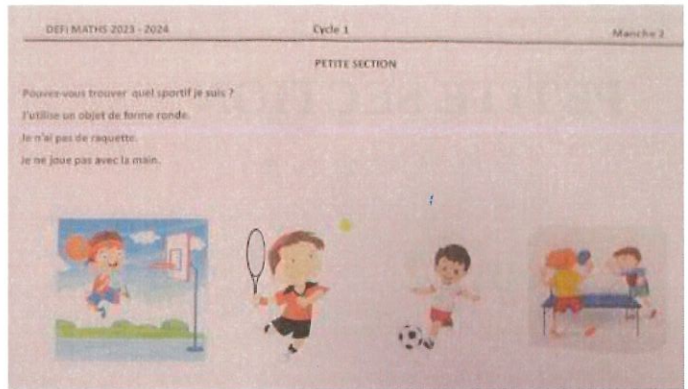 DEFI MATHS 2023 - 2024 Cycle 1 Manche 2
PETITE SECTION
Pouvez-vous trouver quel sportif je suis ?
J'utilise un objet de forme ronde.
Je n'ai pas de raquette.
Je ne joue pas avec la main.